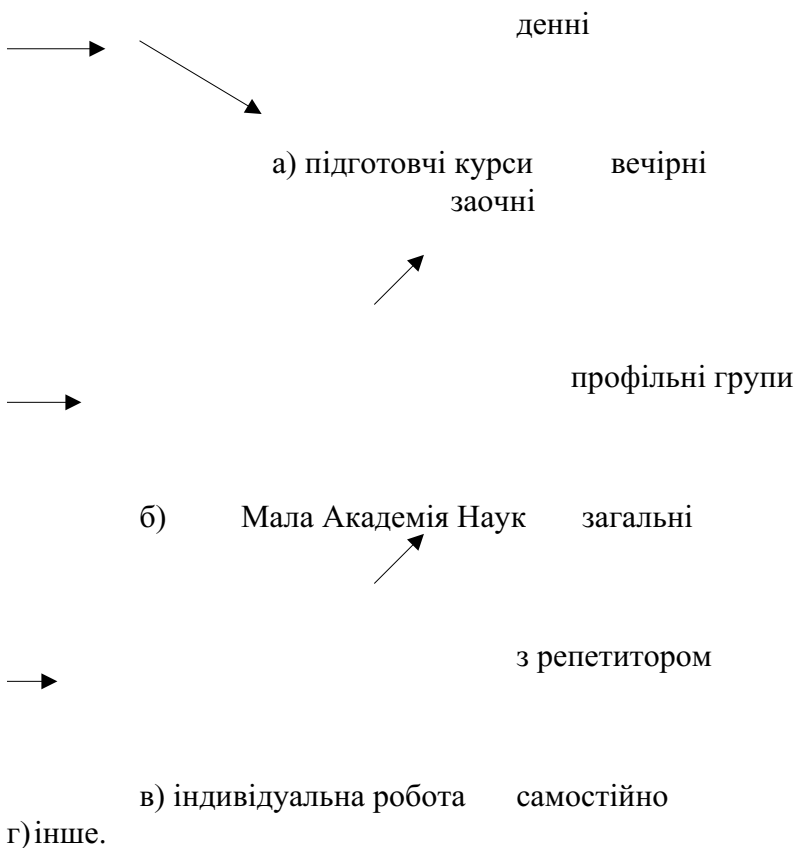 денні
а) підготовчі курси вечірні
заочні
профільні групи
б) Мала Академія Наук загальні
з репетитором
в) індивідуальна робота самостійно
г) інше.